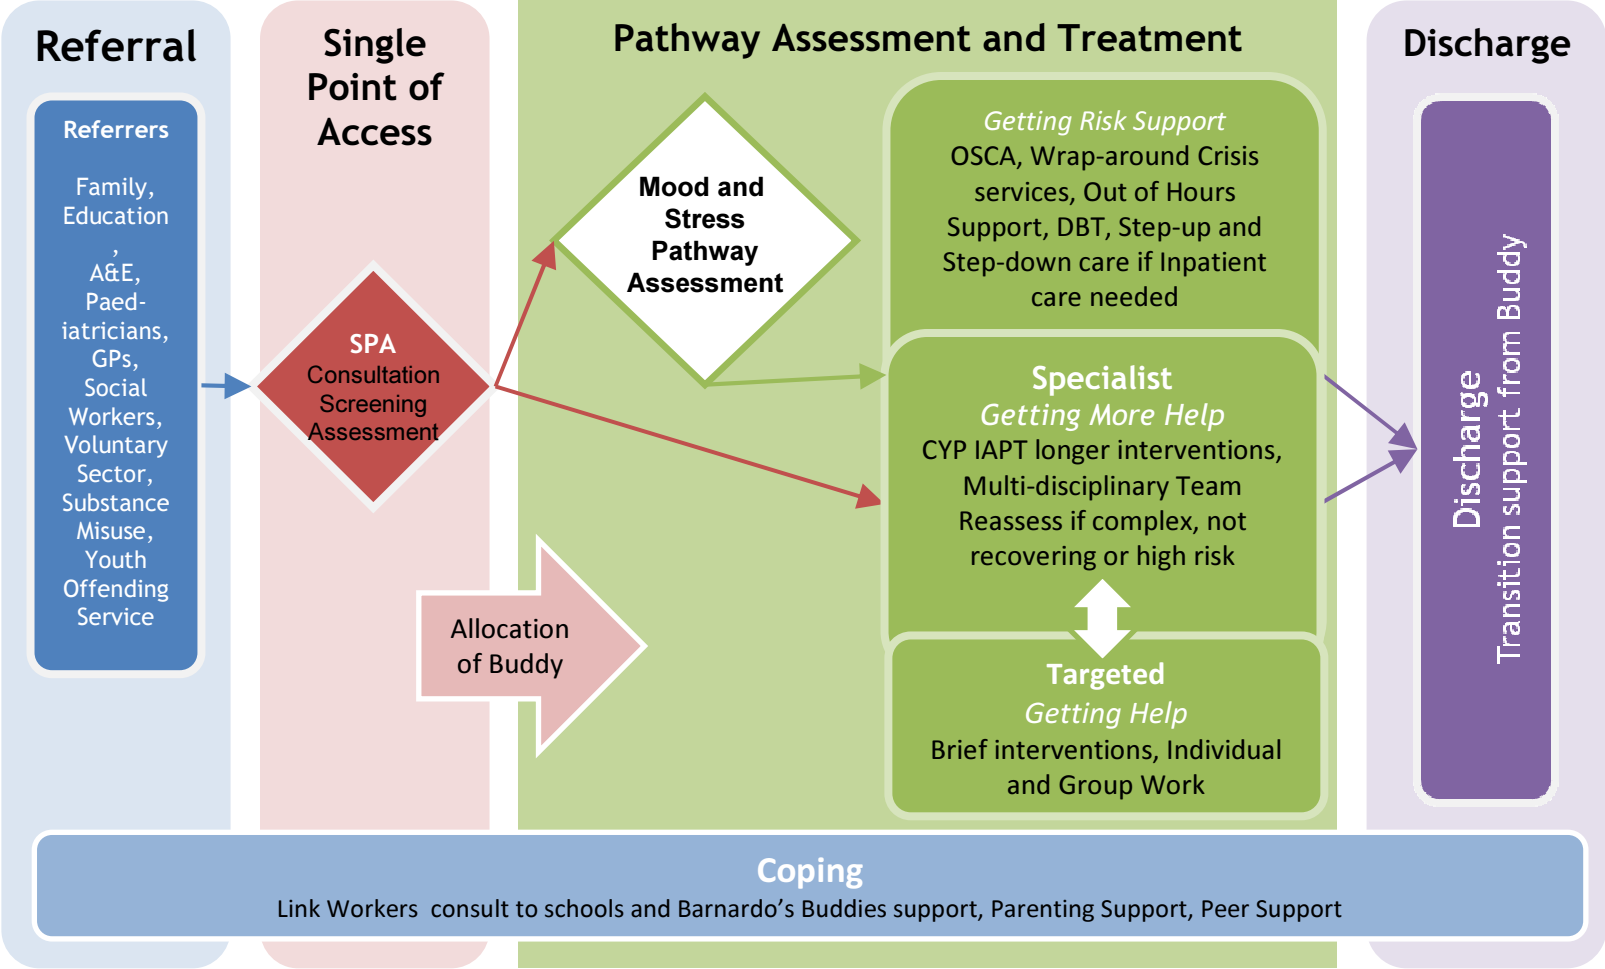 Referral
Referrers
Family,
Education
,
A&E,
Paed-
iatricians,
GPs,
Social
Workers,
Voluntary
Sector,
Substance
Misuse,
Youth
Offending
Service
Single
Point of
Access
SPA
Consultation
Screening
Assessment
Allocation
of Buddy
Pathway Assessment and Treatment
Mood and
Stress
Pathway
Assessment
Getting Risk Support
OSCA, Wrap-around Crisis
services, Out of Hours
Support, DBT, Step-up and
Step-down care if Inpatient
care needed
Specialist
Getting More Help
CYP IAPT longer interventions,
Multi-disciplinary Team
Reassess if complex, not
recovering or high risk
Targeted
Getting Help
Brief interventions, Individual
and Group Work
Discharge
Discharge
Transition support from Buddy
Coping
Link Workers consult to schools and Barnardo’s Buddies support, Parenting Support, Peer Support